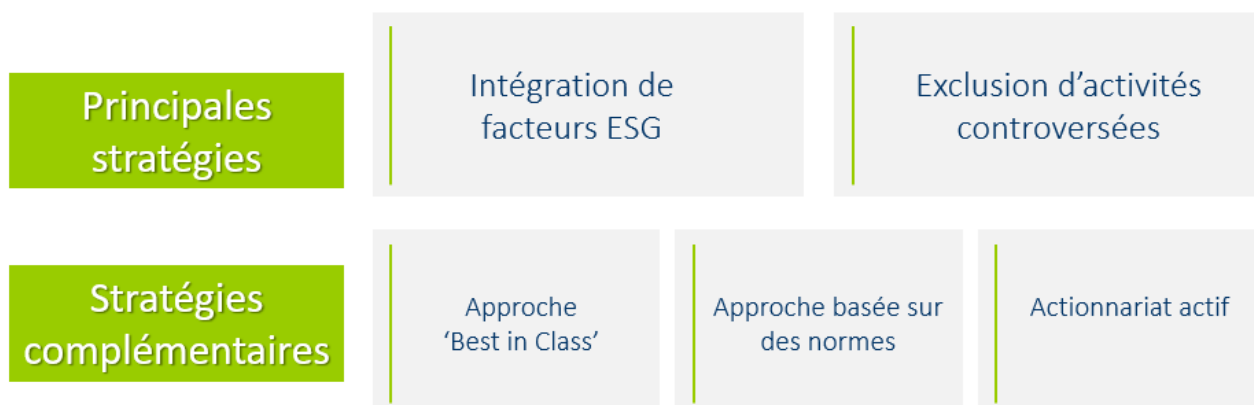 Principales
stratégies
Intégration de
facteurs ESG
Exclusion d’activités
controversées
Stratégies
complémentaires
Approche
‘Best in Class’
Approche basée sur
des normes
Actionnariat actif